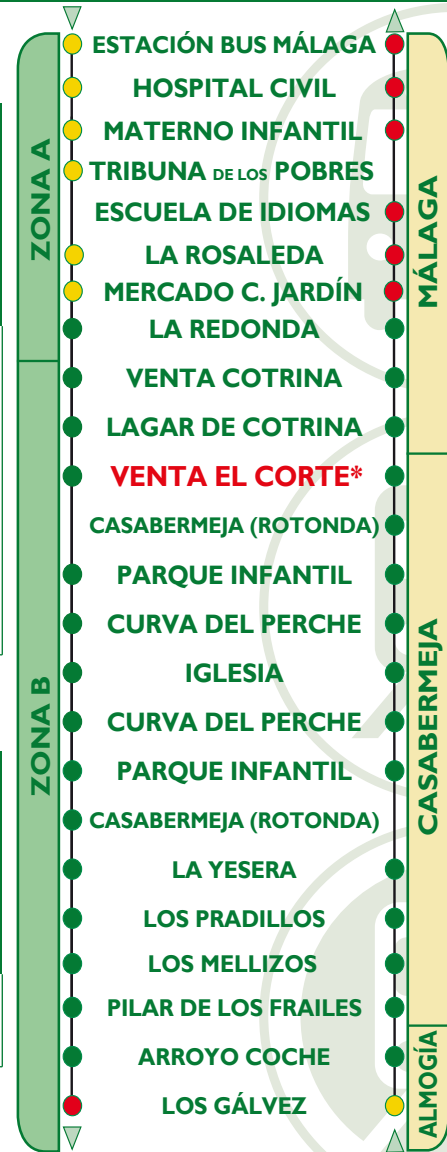 ESTACIÓN BUS MÁLAGA
HOSPITAL CIVIL
MATERNO INFANTIL
TRIBUNA DE LOS POBRES
ESCUELA DE IDIOMAS
LA ROSALEDA
MERCADO C. JARDÍN
LA REDONDA
VENTA COTRINA
LAGAR DE COTRINA
VENTA EL CORTE*
CASABERMEJA (ROTONDA)
PARQUE INFANTIL
CURVA DEL PERCHE
IGLESIA
CURVA DEL PERCHE
PARQUE INFANTIL
CASABERMEJA (ROTONDA)
LA YESERA
LOS PRADILLOS
LOS MELLIZOS
PILAR DE LOS FRAILES
ARROYO COCHE
LOS GÁLVEZ
ZONA A
ZONA B
MÁLAGA
CASABERMEJA
ALMOGÍA